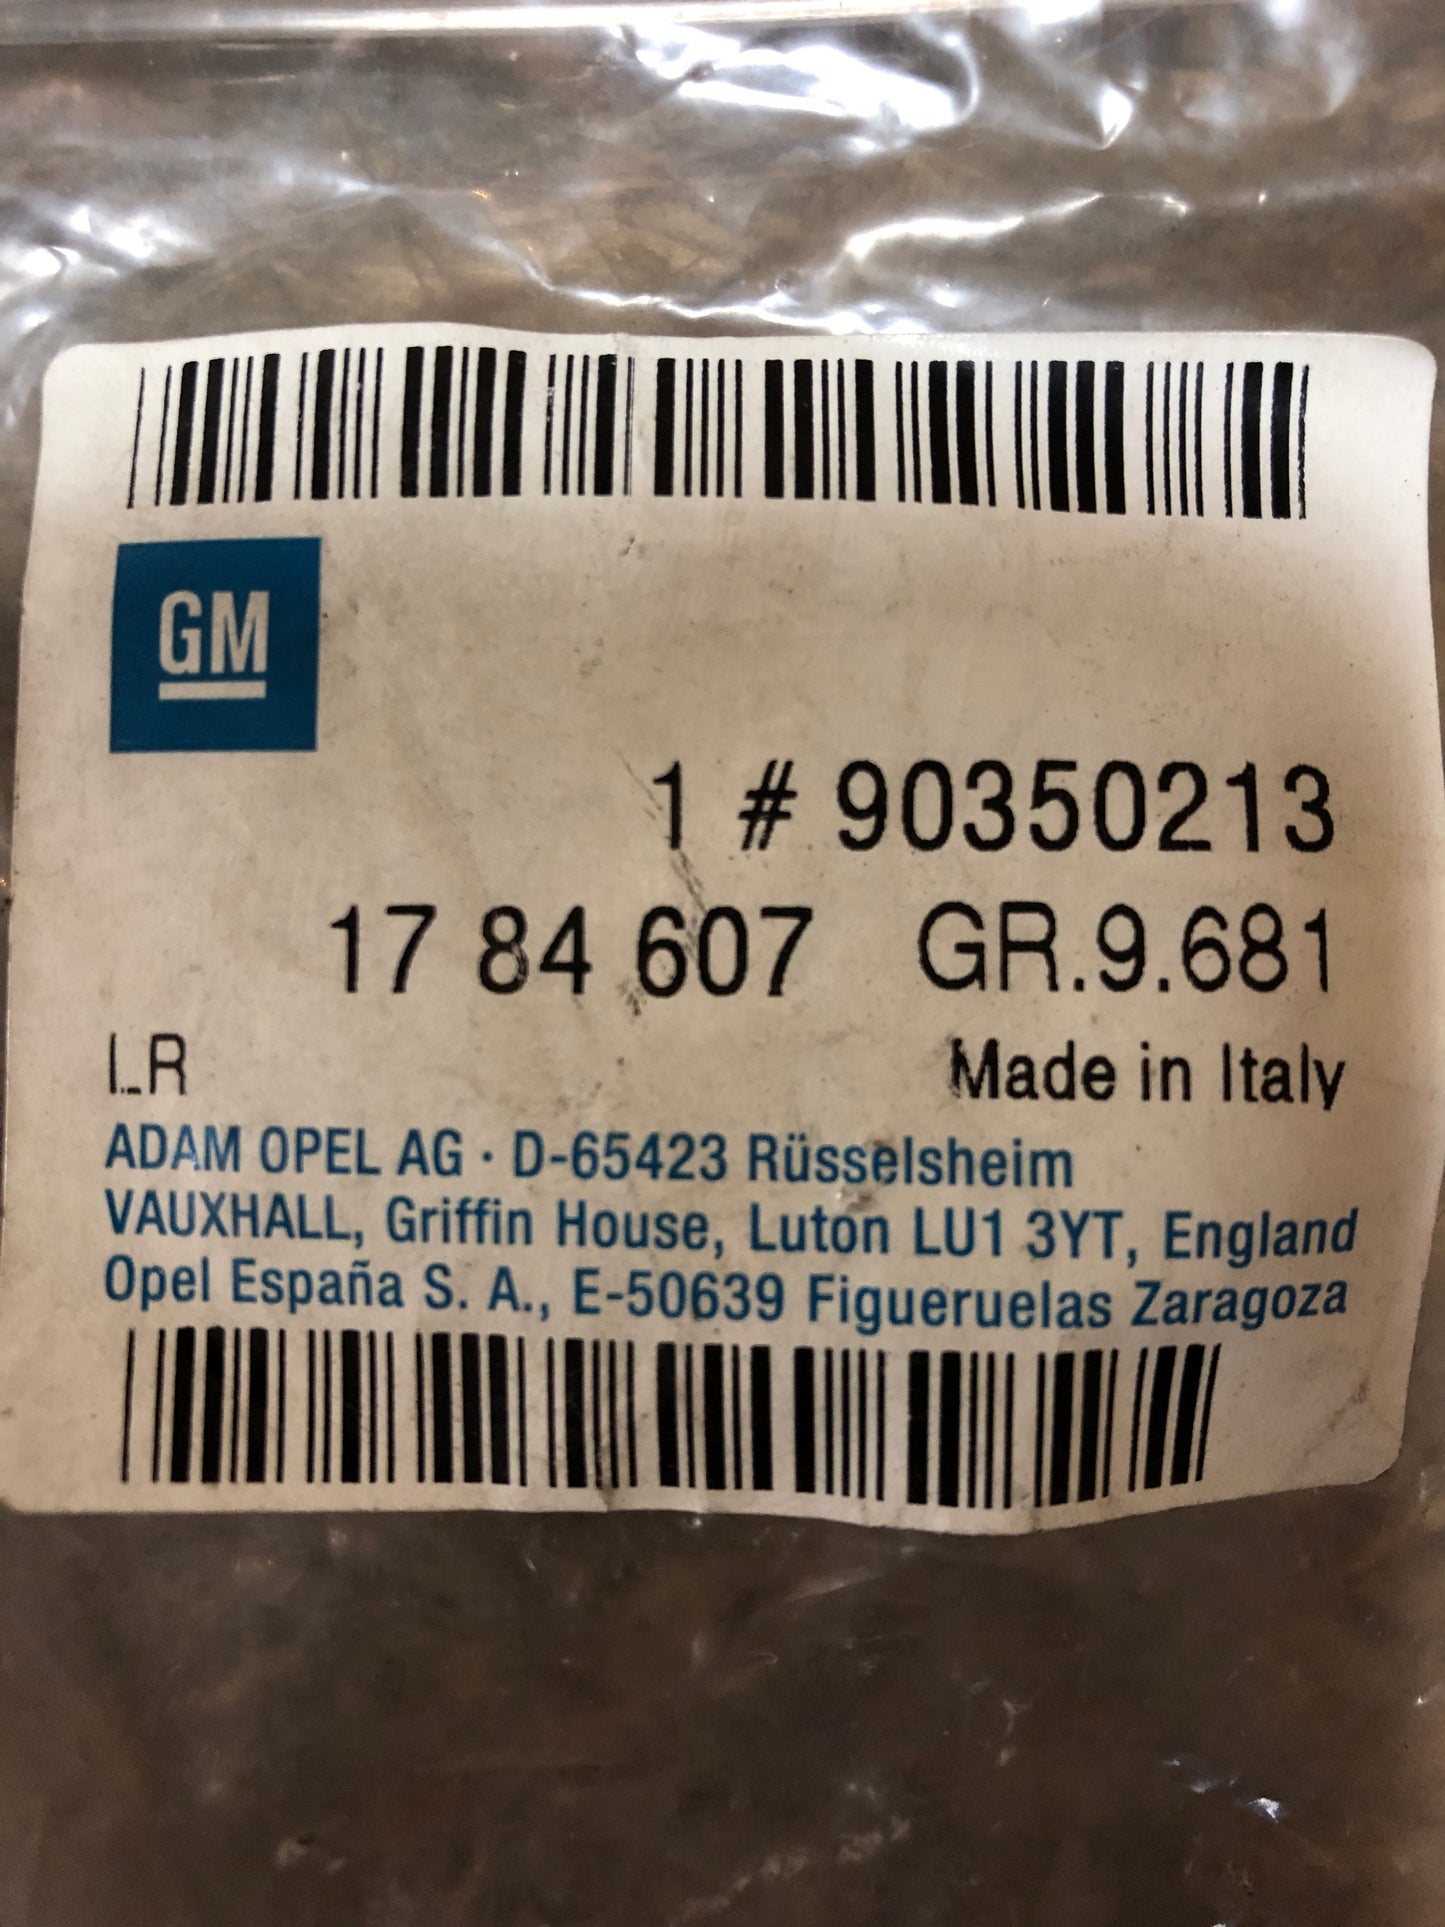 GM
1 # 90350213
17 84 607 GR.9.681
LR Made in Italy
ADAM OPEL AG · D-65423 Rüsselsheim
VAUXHALL, Griffin House, Luton LU1 3YT, England
Opel España S. A., E-50639 Figueruelas Zaragoza